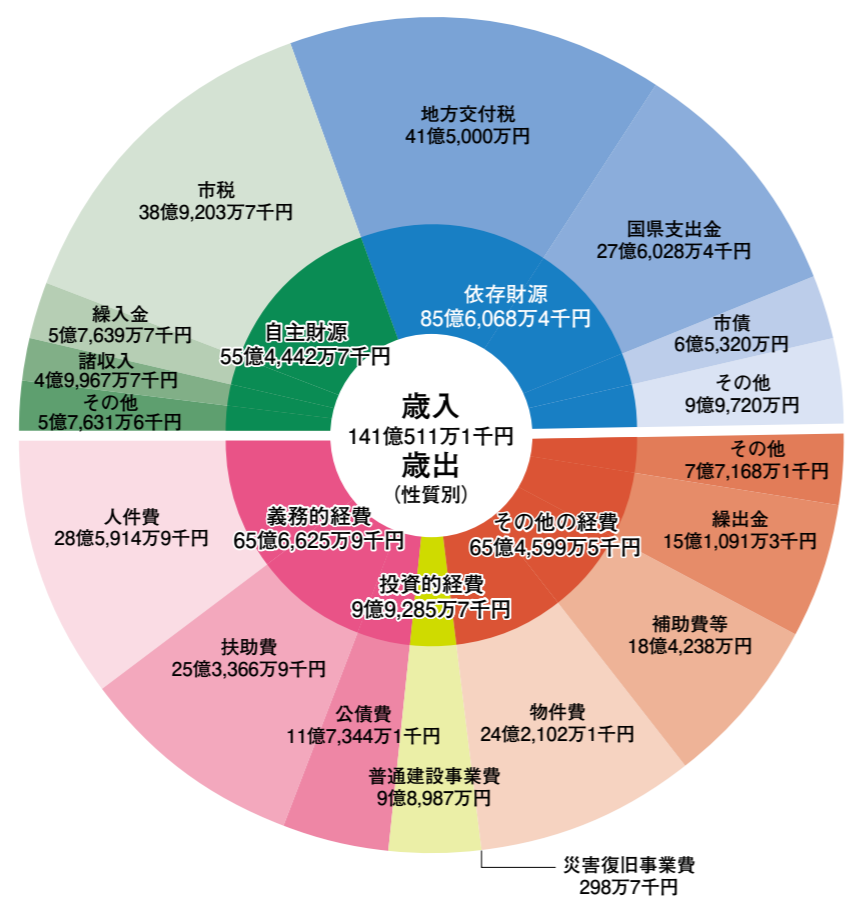 地方交付税
41億5,000万円
国県支出金
27億6,028万4千円
市債
6億5,320万円
その他
9億9,720万円
依存財源
85億6,068万4千円
市税
38億9,203万7千円
繰入金
5億7,639万7千円
諸収入
4億9,967万7千円
その他
5億7,631万6千円
自主財源
55億4,442万7千円
歳入
141億511万1千円
歳出
(性質別)
義務的経費
65億6,625万9千円
人件費
28億5,914万9千円
扶助費
25億3,366万9千円
公債費
11億7,344万1千円
投資的経費
9億9,285万7千円
普通建設事業費
9億8,987万円
災害復旧事業費
298万7千円
その他の経費
65億4,599万5千円
その他
7億7,168万1千円
繰出金
15億1,091万3千円
補助費等
18億4,238万円
物件費
24億2,102万1千円